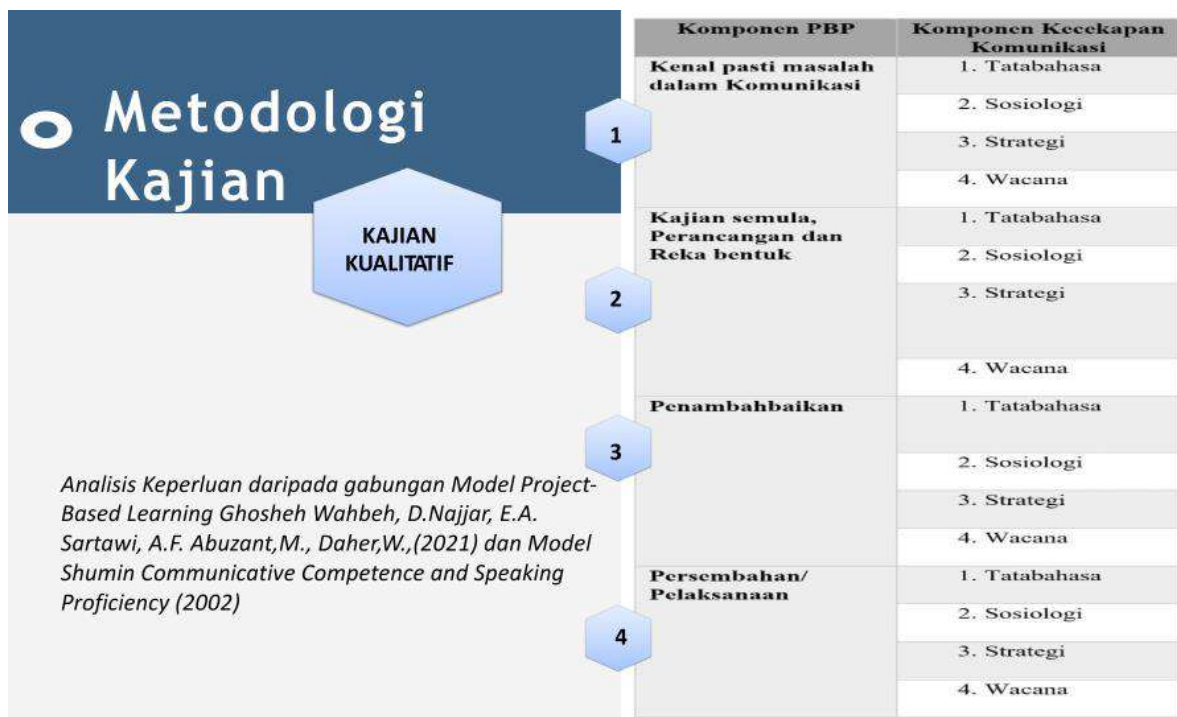 Metodologi
Kajian
KAJIAN
KUALITATIF
Analisis Keperluan daripada gabungan Model Project-
Based Learning Ghosheh Wahbeh, D.Najjar, E.A.
Sartawi, A.F. Abuzant,M., Daher,W.,(2021) dan Model
Shumin Communicative Competence and Speaking
Proficiency (2002)
Komponen PBP
Komponen Kecekapan
Komunikasi
1
Kenal pasti masalah
dalam Komunikasi
1. Tatabahasa
2. Sosiologi
3. Strategi
4. Wacana
2
Kajian semula,
Perancangan dan
Reka bentuk
1. Tatabahasa
2. Sosiologi
3. Strategi
4. Wacana
3
Penambahbaikan
1. Tatabahasa
2. Sosiologi
3. Strategi
4. Wacana
4
Persembahan/
Pelaksanaan
1. Tatabahasa
2. Sosiologi
3. Strategi
4. Wacana